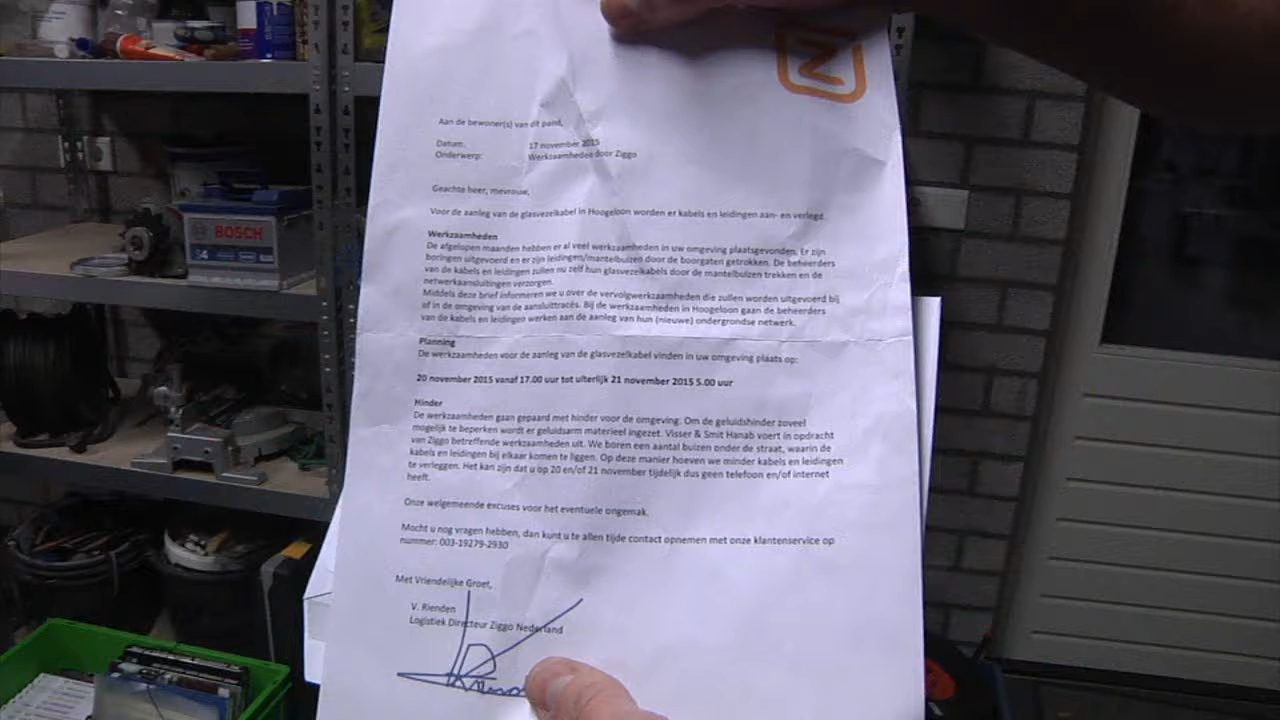 Z
Aan de bewoner(s) van dit pand,
Datum: 17 november 2015
Onderwerp: Werkzaamheden door Ziggo
Geachte heer, mevrouw,
Voor de aanleg van de glasvezelkabel in Hoogeloon worden er kabels en leidingen aan- en verlegd.
Werkzaamheden
De afgelopen maanden hebben er al veel werkzaamheden in uw omgeving plaatsgevonden. Er zijn
boringen uitgevoerd en er zijn leidingen/mantelbuizen door de boorgaten getrokken. De beheerders
van de kabels en leidingen zullen nu zelf hun glasvezelkabels door de mantelbuizen trekken en de
netwerkaansluitingen verzorgen.
Middels deze brief informeren we u over de vervolgwerkzaamheden die zullen worden uitgevoerd bij
of in de omgeving van de aansluittracés. Bij de werkzaamheden in Hoogeloon gaan de beheerders
van de kabels en leidingen werken aan de aanleg van hun (nieuwe) ondergrondse netwerk.
Planning
De werkzaamheden voor de aanleg van de glasvezelkabel vinden in uw omgeving plaats op:
20 november 2015 vanaf 17.00 uur tot uiterlijk 21 november 2015 5.00 uur
Hinder
De werkzaamheden gaan gepaard met hinder voor de omgeving. Om de geluidshinder zoveel
mogelijk te beperken wordt er geluidsarm materieel ingezet. Visser & Smit Hanab voert in opdracht
van Ziggo betreffende werkzaamheden uit. We boren een aantal buizen onder de straat, waarin de
kabels en leidingen bij elkaar komen te liggen. Op deze manier hoeven we minder kabels en leidingen
te verleggen. Het kan zijn dat u op 20 en/of 21 november tijdelijk dus geen telefoon en/of internet
heeft.
Onze welgemeende excuses voor het eventuele ongemak.
Mocht u nog vragen hebben, dan kunt u te allen tijde contact opnemen met onze klantenservice op
nummer: 003-19279-2930
Met Vriendelijke Groet,
V. Rienden
Logistiek Directeur Ziggo Nederland
BOSCH
S4